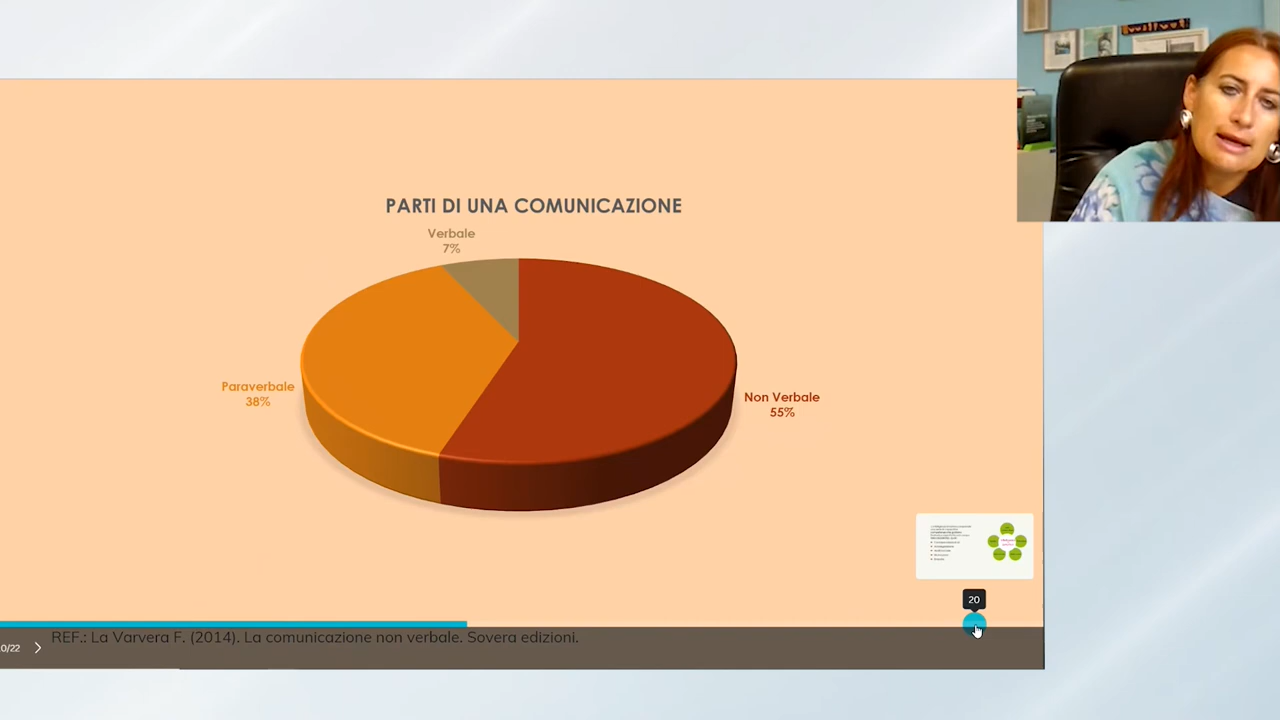 PARTI DI UNA COMUNICAZIONE
Verbale
7%
Paraverbale
38%
Non Verbale
55%
20
REF.: La Varvera F. (2014). La comunicazione non verbale. Sovera edizioni.
0/22